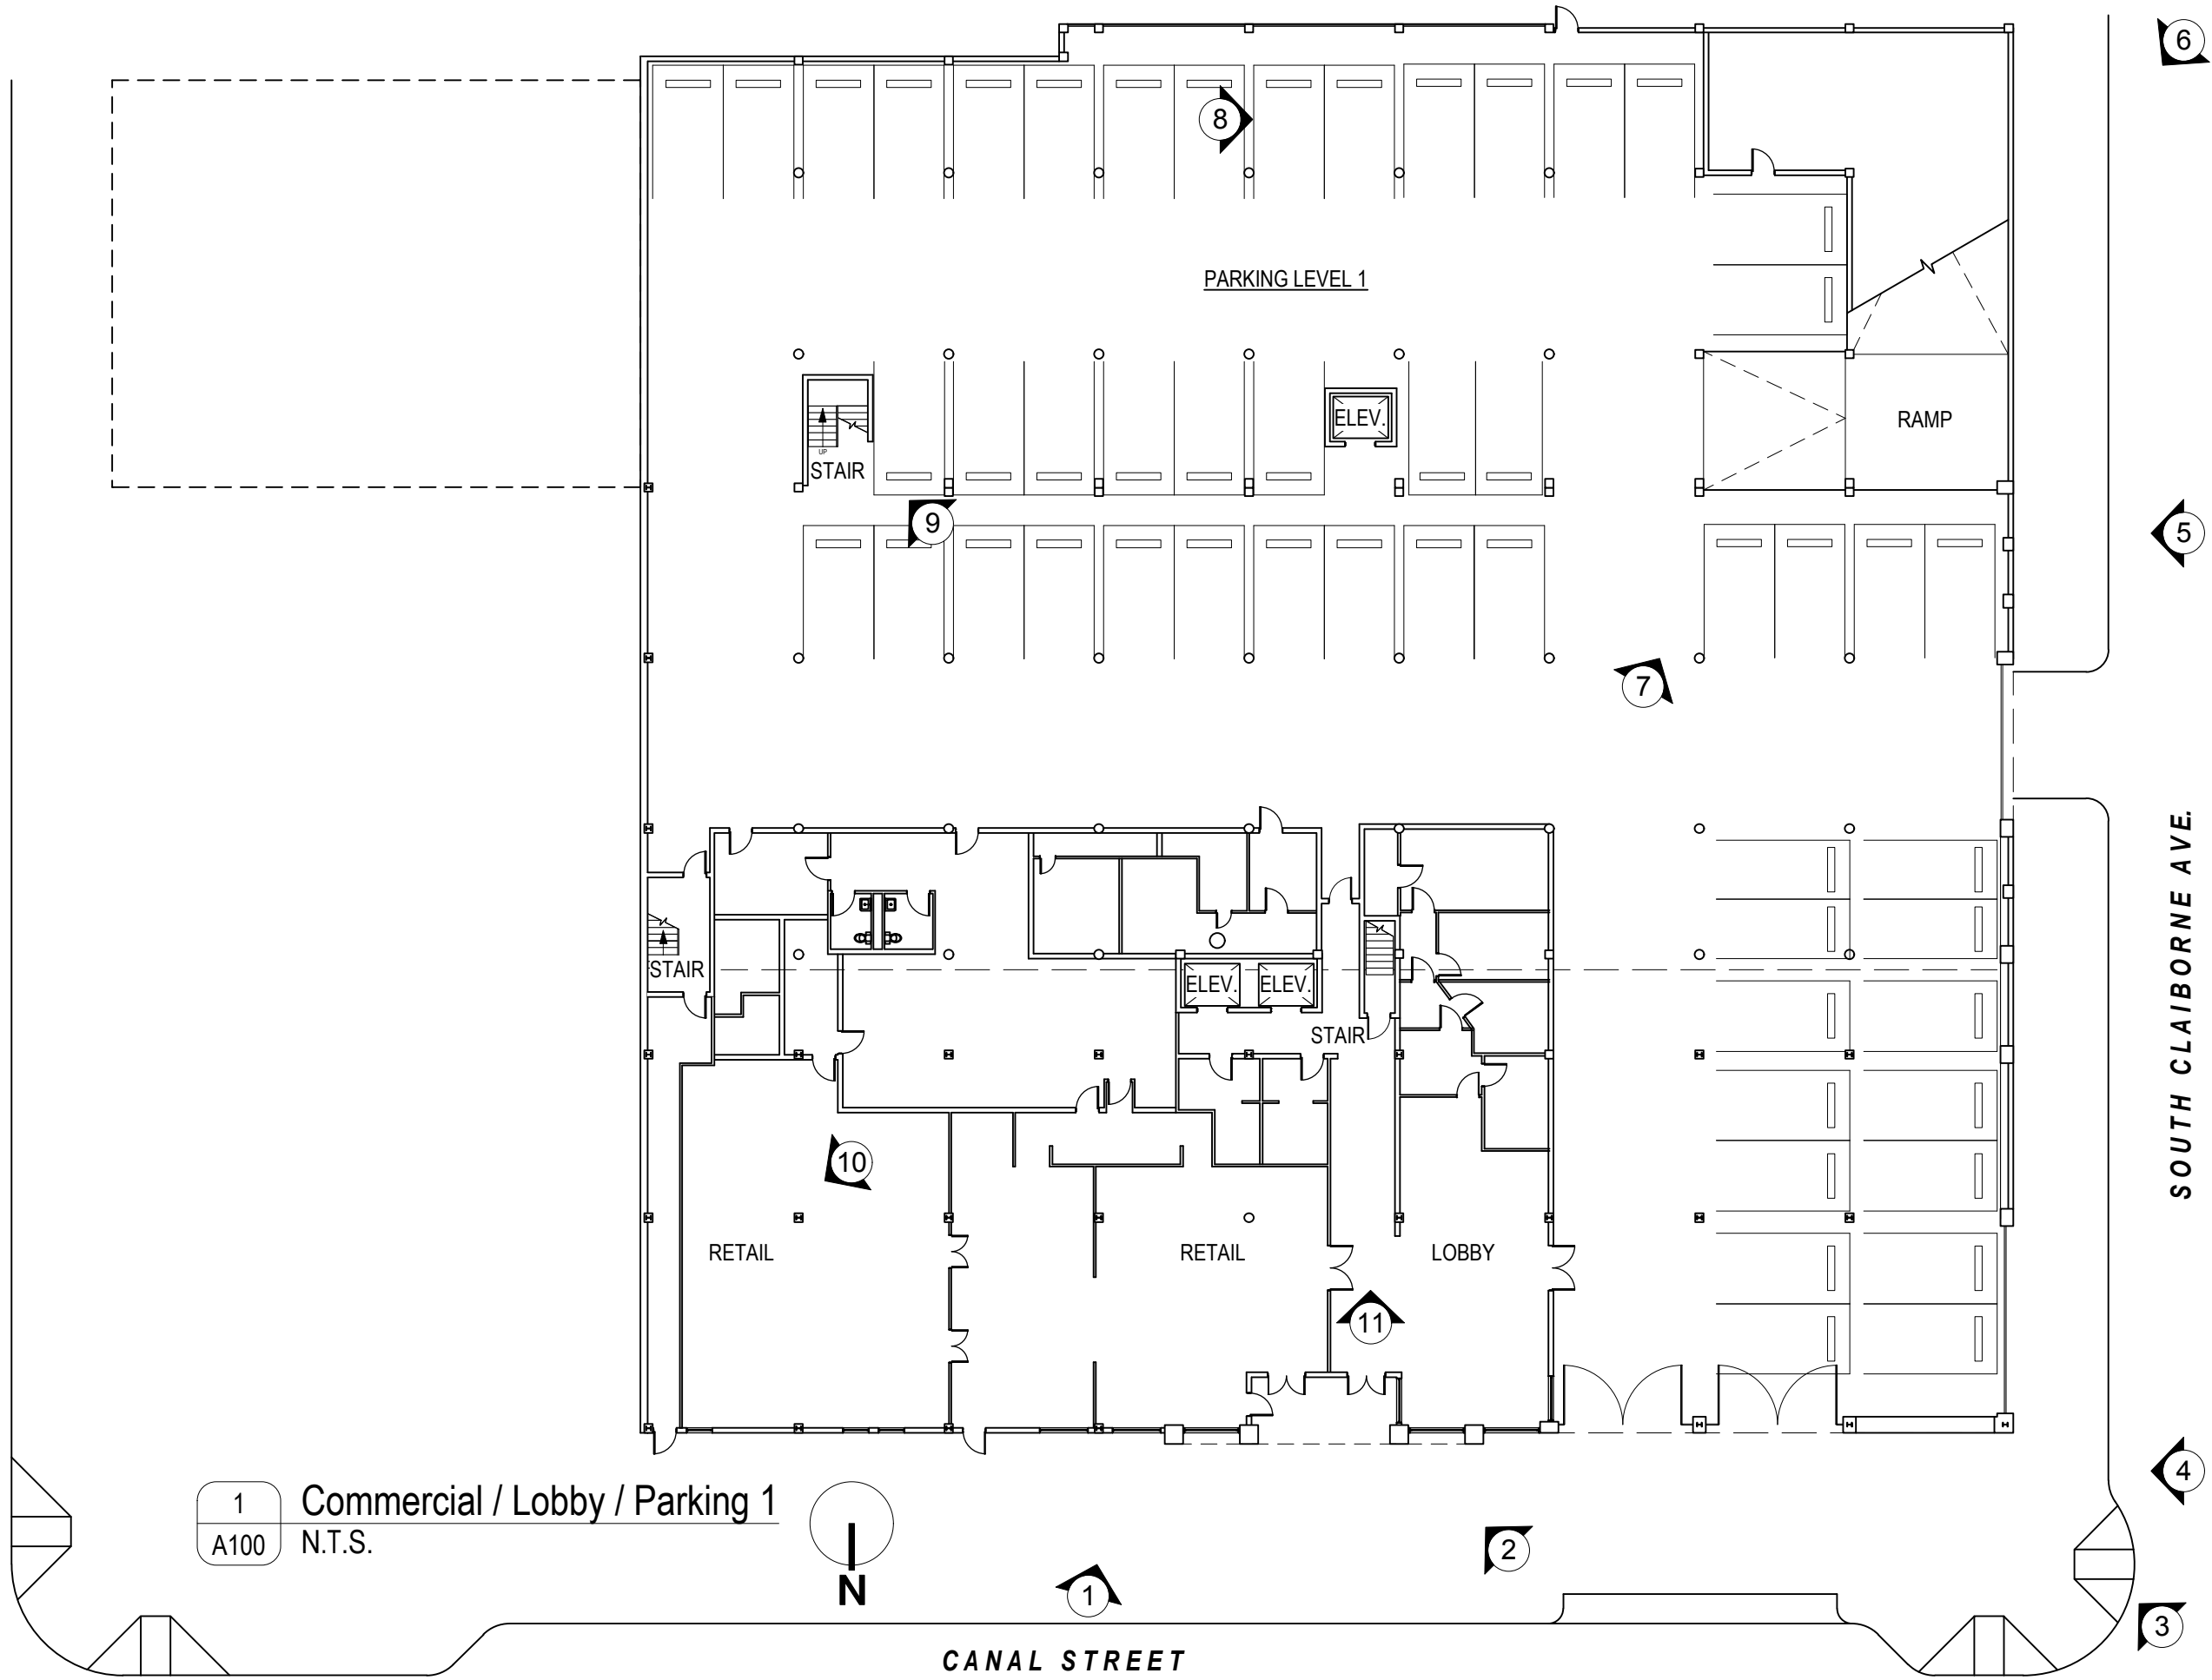 6
8
PARKING LEVEL 1
ELEV.
RAMP
UP
STAIR
9
5
7
SOUTH CLAIBORNE AVE.
STAIR
ELEV.
ELEV.
STAIR
10
RETAIL
RETAIL
LOBBY
11
4
1
Commercial / Lobby / Parking 1
A100
N.T.S.
N
2
1
3
CANAL STREET